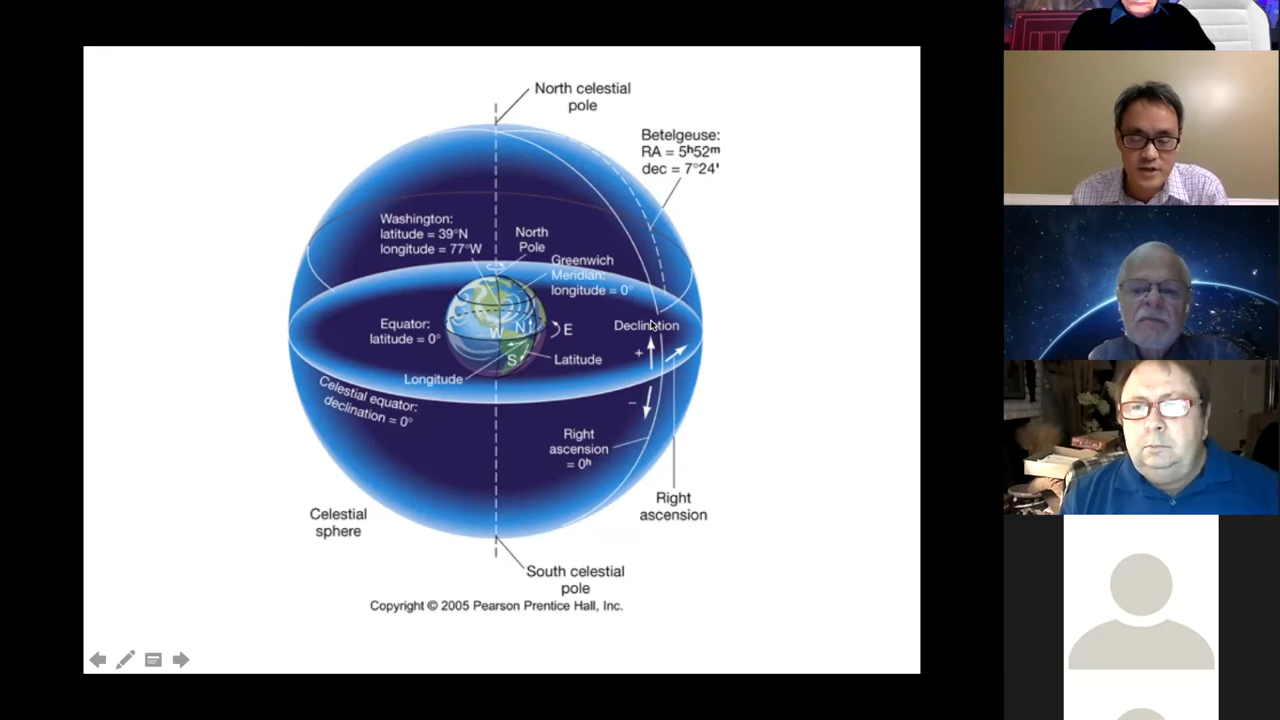 North celestial
pole
Betelgeuse:
RA = 5ʰ52ᵐ
dec = 7°24'
Washington:
latitude = 39°N
longitude = 77°W
North
Pole
Greenwich
Meridian:
longitude = 0°
Equator:
latitude = 0°
W
N
E
S
Declination
+
−
Latitude
Longitude
Celestial equator:
declination = 0°
Right
ascension
= 0ʰ
Right
ascension
Celestial
sphere
South celestial
pole
Copyright © 2005 Pearson Prentice Hall, Inc.